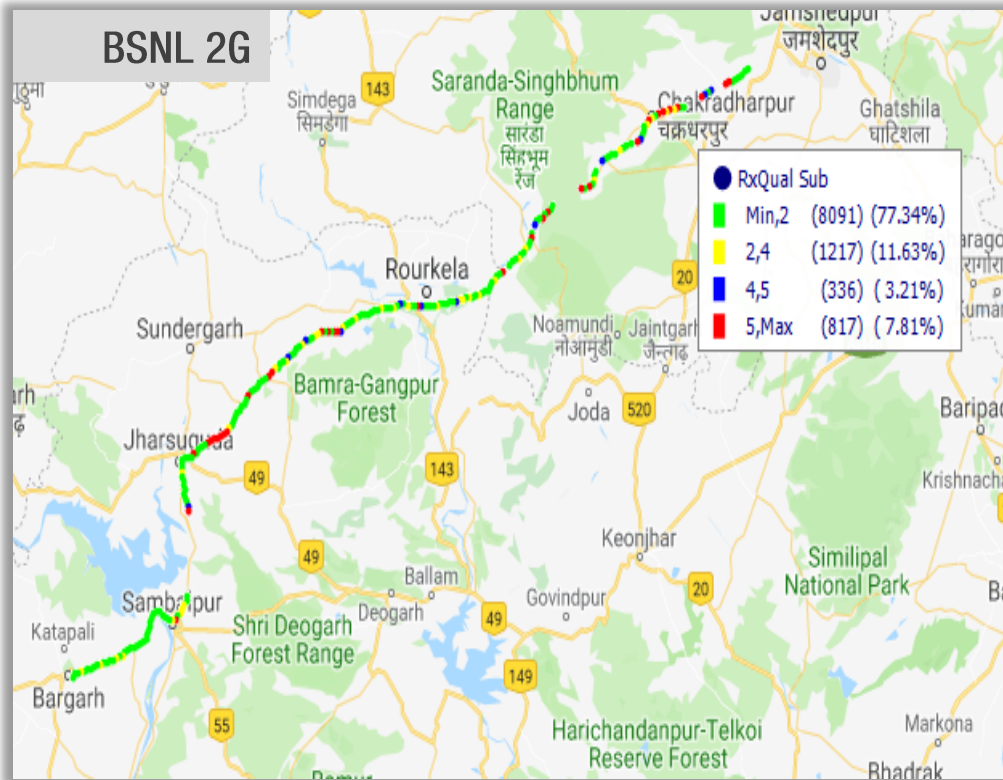 BSNL 2G
Jamshedpur
जमशेदपुर
143
Saranda-Singhbhum
Range
सारंडा
सिंहभूम
रेंज
Simdega
सिमडेगा
Chakradharpur
चक्रधरपुर
Ghatshila
घाटशिला
RxQual Sub
Min,2 (8091) (77.34%)
2,4 (1217) (11.63%)
4,5 (336) ( 3.21%)
5,Max (817) ( 7.81%)
Rourkela
20
Sundergarh
Noamundi
नोआमुंडी
Jaintgarh
जैन्तगढ़
Bamra-Gangpur
Forest
Joda
520
Baripad
Jharsuguda
49
143
Krishnacha
Keonjhar
49
Similipal
National Park
Ballam
Deogarh
Govindpur
20
Sambalpur
49
Katapali
Shri Deogarh
Forest Range
149
Bargarh
55
Harichandanpur-Telkoi
Reserve Forest
Markona
Bhadrak